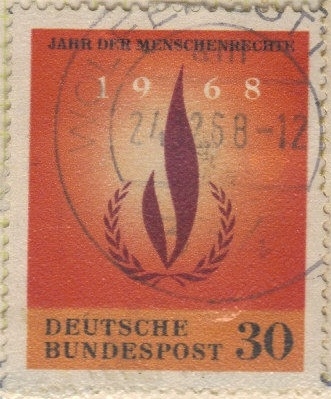 JAHR DER MENSCHENRECHTE
1968
DEUTSCHE
BUNDESPOST 30